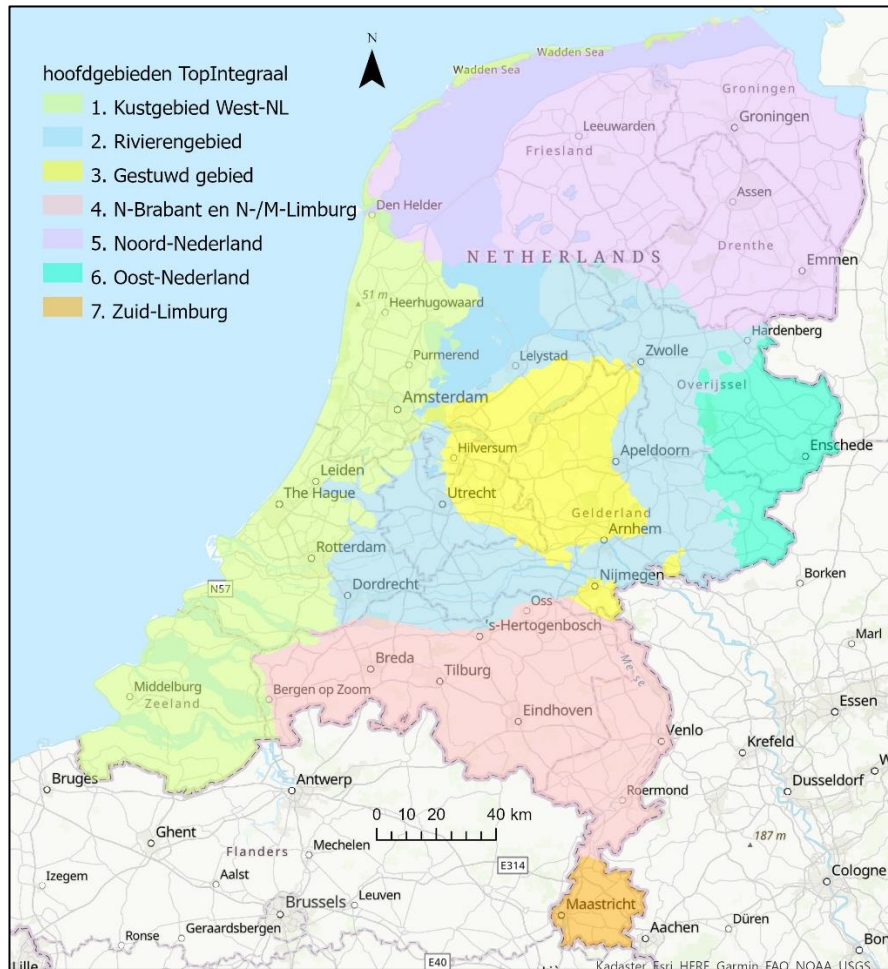 N
Wadden Sea
Wadden Sea
hoofdgebieden TopIntegraal
1. Kustgebied West-NL
2. Rivierengebied
3. Gestuwd gebied
4. N-Brabant en N-/M-Limburg
5. Noord-Nederland
6. Oost-Nederland
7. Zuid-Limburg
Groningen
Leeuwarden
Groningen
Friesland
Assen
Den Helder
Drenthe
NETHERLANDS
Emmen
51 m
Heerhugowaard
Hardenberg
Purmerend
Lelystad
Zwolle
Overijssel
Amsterdam
Hilversum
Apeldoorn
Enschede
Leiden
The Hague
Utrecht
Gelderland
Arnhem
Rotterdam
N57
Dordrecht
Nijmegen
Borken
Oss
's-Hertogenbosch
Marl
Breda
Tilburg
Middelburg
Zeeland
Bergen op Zoom
Essen
Eindhoven
Venlo
Krefeld
Bruges
Antwerp
Dusseldorf
Roermond
0 10 20 40 km
Ghent
Mechelen
187 m
Flanders
E314
Izegem
Aalst
Cologne
Brussels
Leuven
Maastricht
Ronse
Geraardsbergen
Aachen
Düren
Lille
E40
Kadaster, Esri, HERE, Garmin, FAO, NOAA, USGS